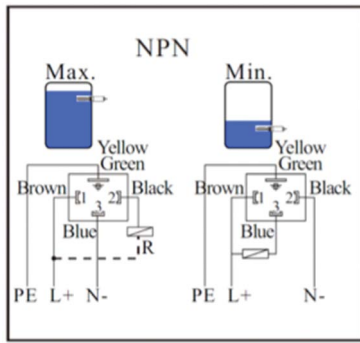 NPN
Max. Min.
Yellow Yellow
Green Green
Brown 1 2 Black Brown 1 2 Black
3 3
Blue Blue
R
PE L+ N- PE L+ N-